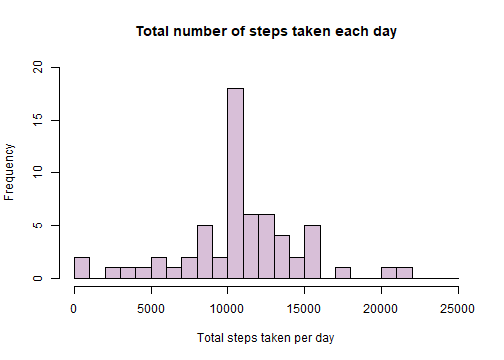 Total number of steps taken each day
Frequency
20
15
10
5
0
0 5000 10000 15000 20000 25000
Total steps taken per day